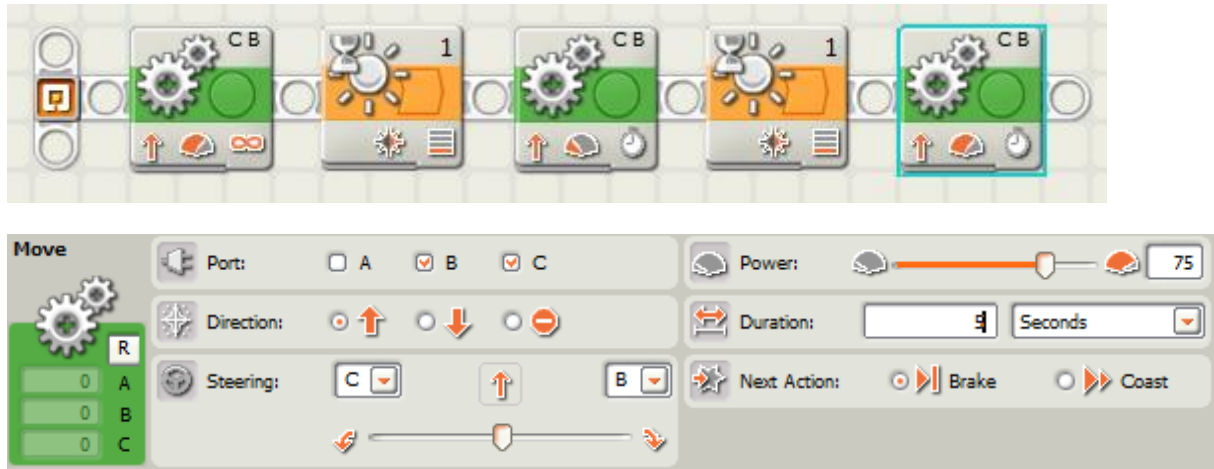 C B
1
C B
1
C B
Move
Port: A B C
Power: 75
Direction:
Duration: 5 Seconds
R
Steering: C B
Next Action: Brake Coast
0 A
0 B
0 C